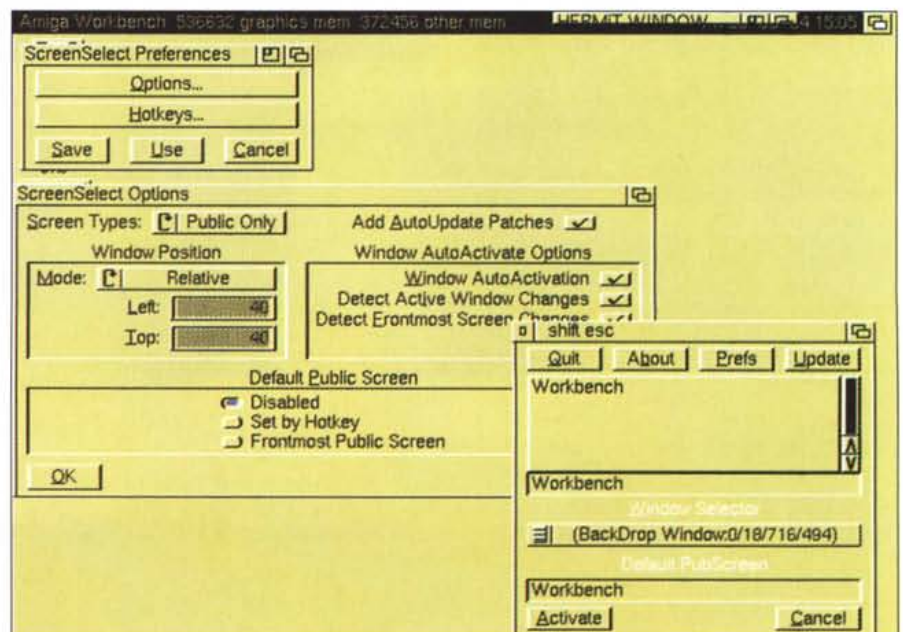 Amiga Workbench 536632 graphics mem 372456 other mem
HERMIT WINDOW
15:05
ScreenSelect Preferences
Options...
Hotkeys...
Save Use Cancel
ScreenSelect Options
Screen Types: Public Only
Add AutoUpdate Patches
Window Position
Mode: Relative
Left: 40
Top: 40
Window AutoActivate Options
Window AutoActivation
Detect Active Window Changes
Detect Frontmost Screen Changes
Default Public Screen
Disabled
Set by Hotkey
Frontmost Public Screen
OK
shift esc
Quit About Prefs Update
Workbench
Workbench
Window Selector
(BackDrop Window:0/18/716/494)
Default PubScreen
Workbench
Activate Cancel